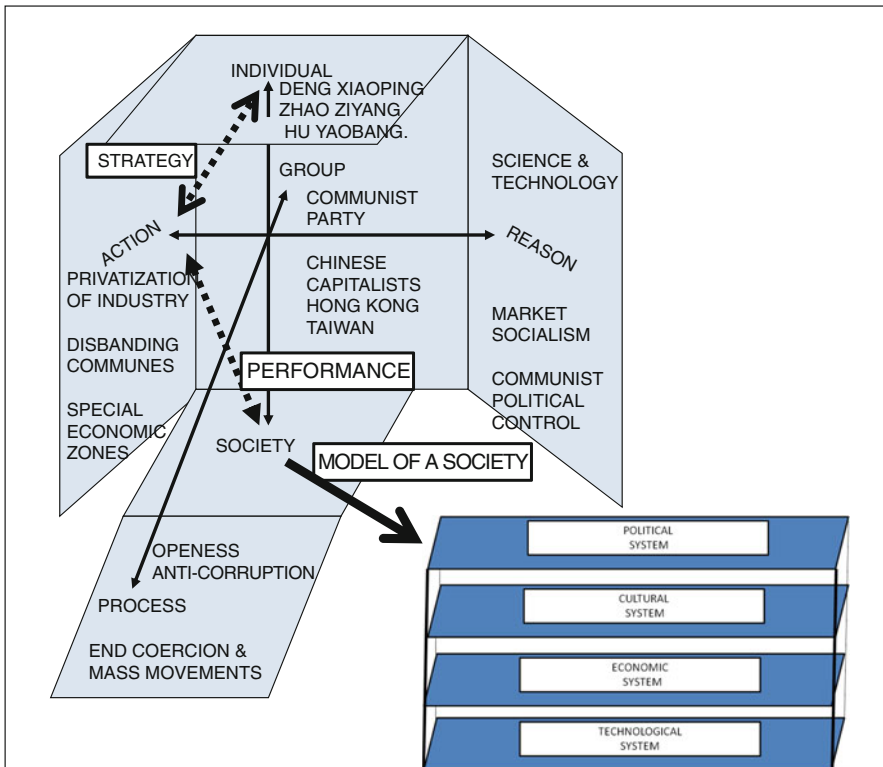 INDIVIDUAL
DENG XIAOPING
ZHAO ZIYANG
HU YAOBANG.
STRATEGY
GROUP
COMMUNIST
PARTY
SCIENCE &
TECHNOLOGY
ACTION
REASON
PRIVATIZATION
OF INDUSTRY
CHINESE
CAPITALISTS
HONG KONG
TAIWAN
MARKET
SOCIALISM
DISBANDING
COMMUNES
PERFORMANCE
COMMUNIST
POLITICAL
CONTROL
SPECIAL
ECONOMIC
ZONES
SOCIETY
MODEL OF A SOCIETY
OPENESS
ANTI-CORRUPTION
PROCESS
END COERCION &
MASS MOVEMENTS
POLITICAL
SYSTEM
CULTURAL
SYSTEM
ECONOMIC
SYSTEM
TECHNOLOGICAL
SYSTEM